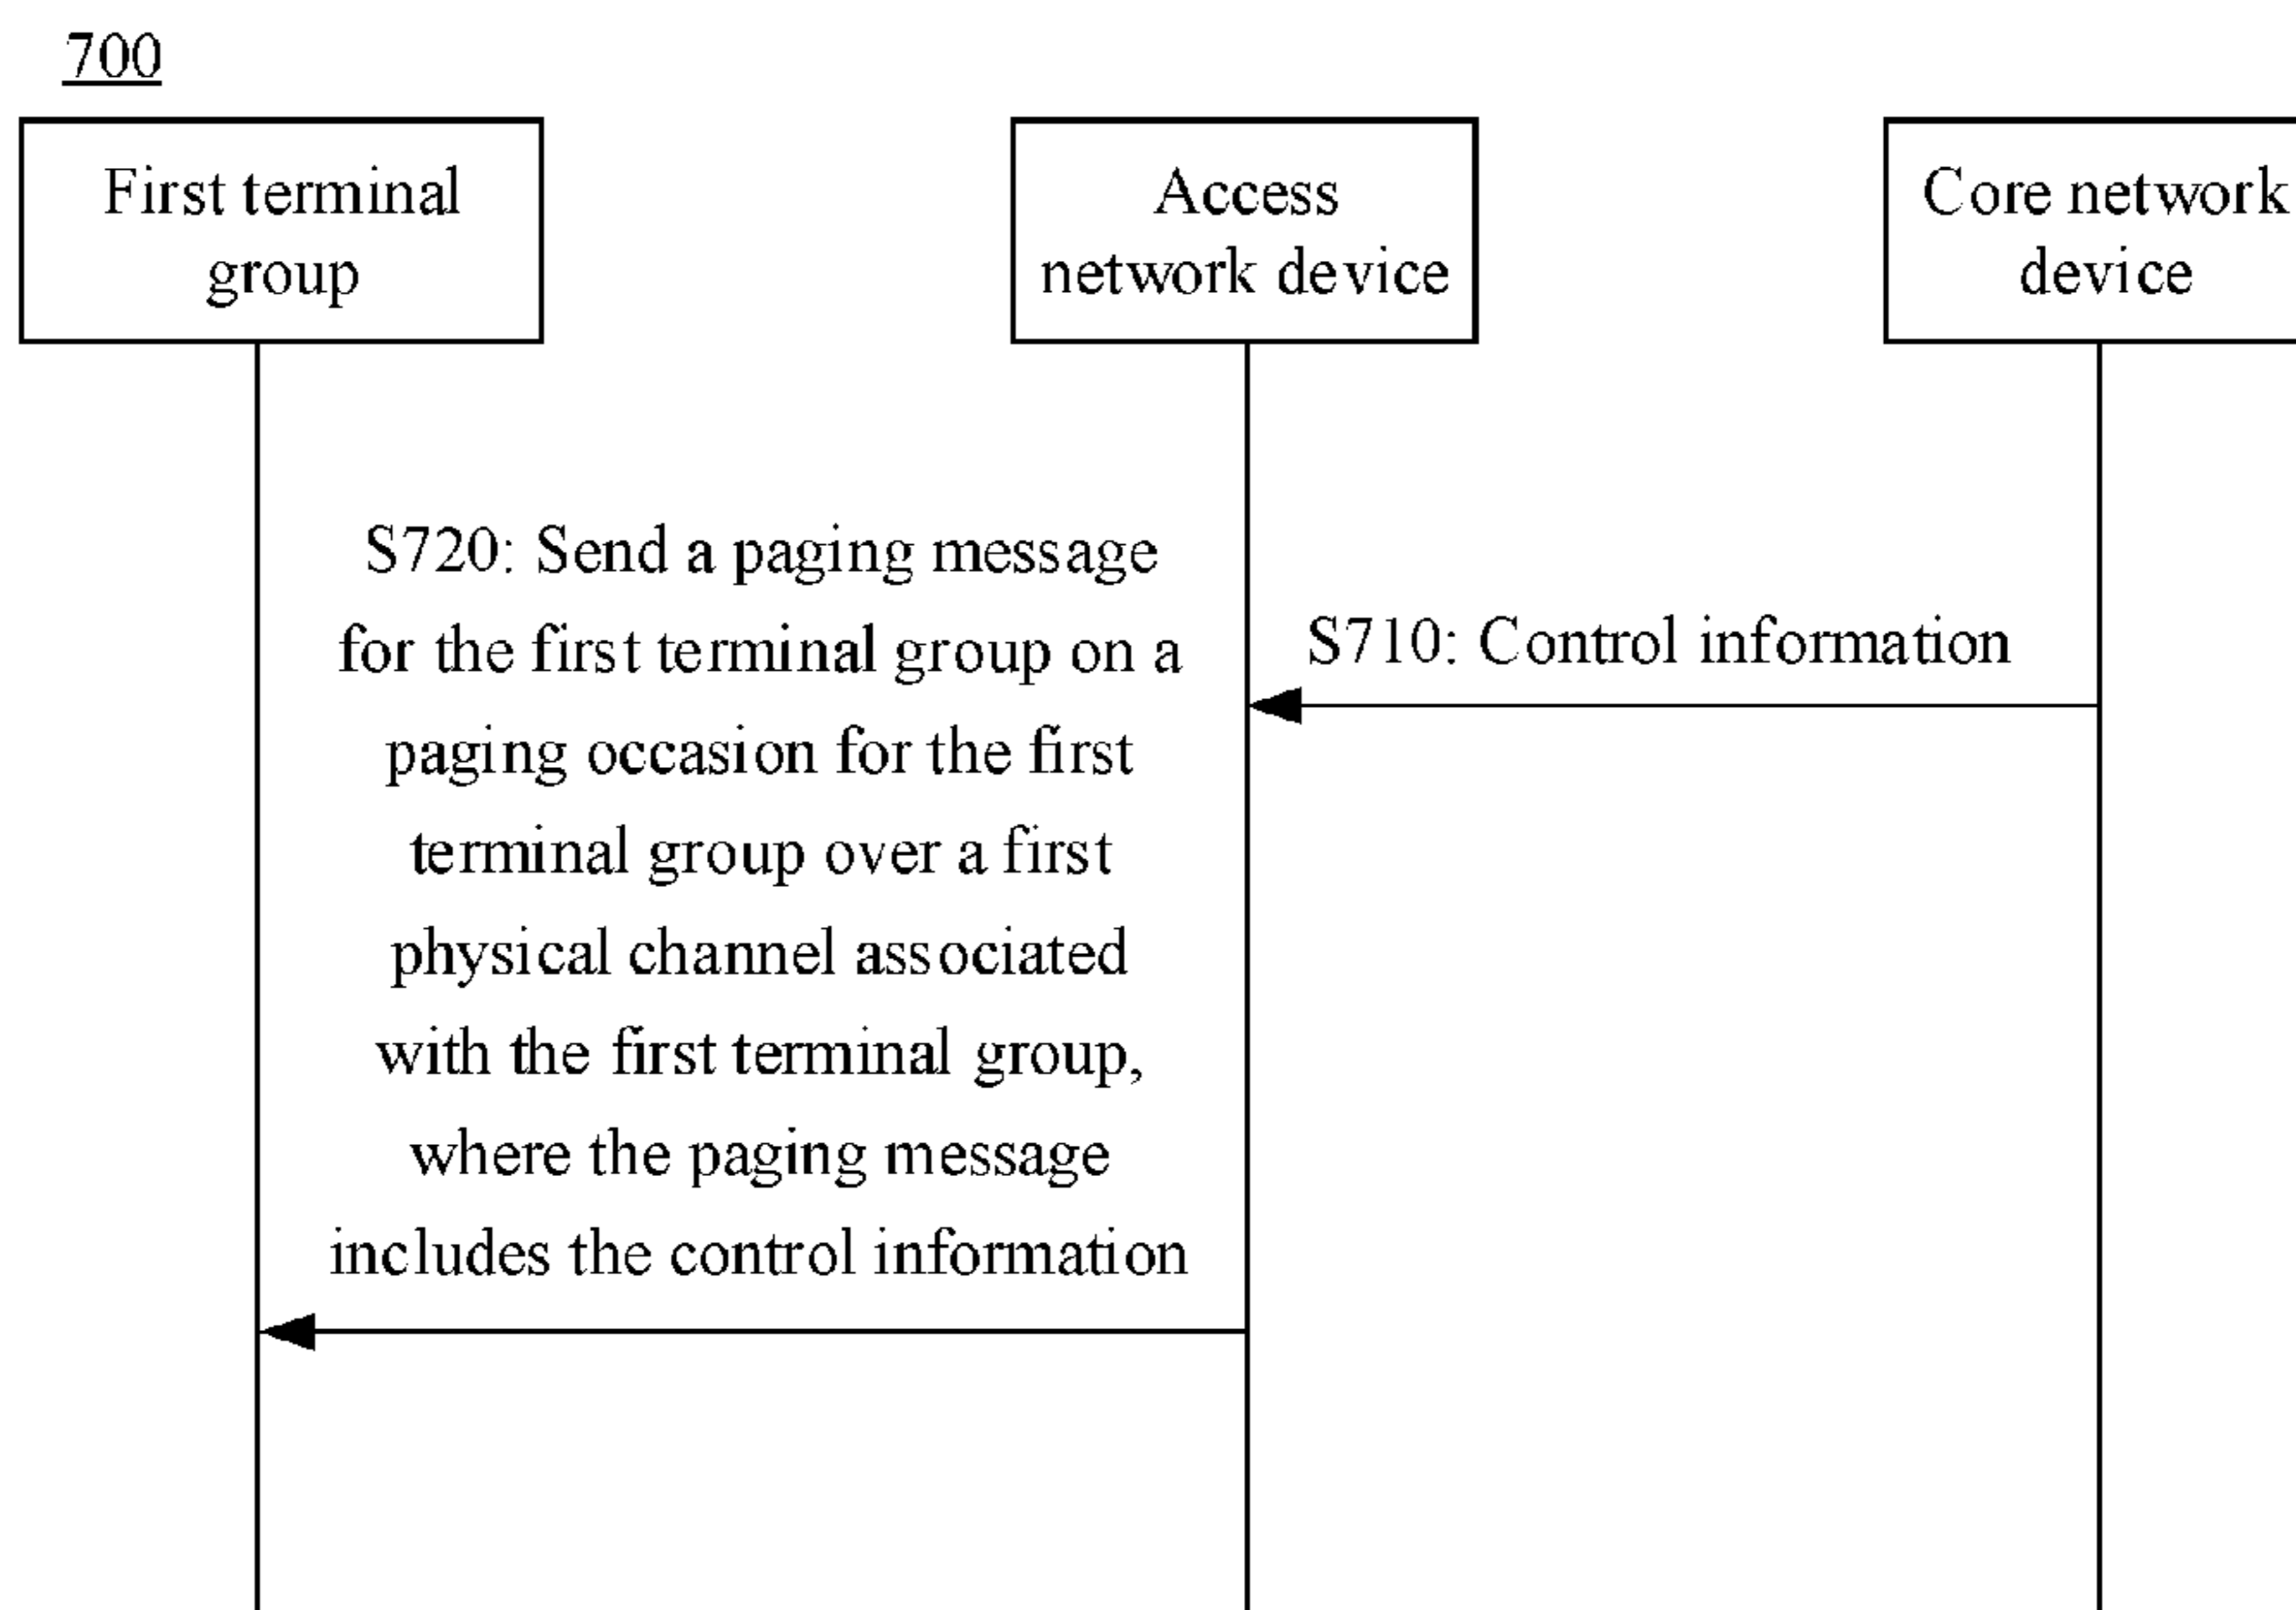 700
First terminal
group
Access
network device
Core network
device
S720: Send a paging message
for the first terminal group on a
paging occasion for the first
terminal group over a first
physical channel associated
with the first terminal group,
where the paging message
includes the control information
S710: Control information